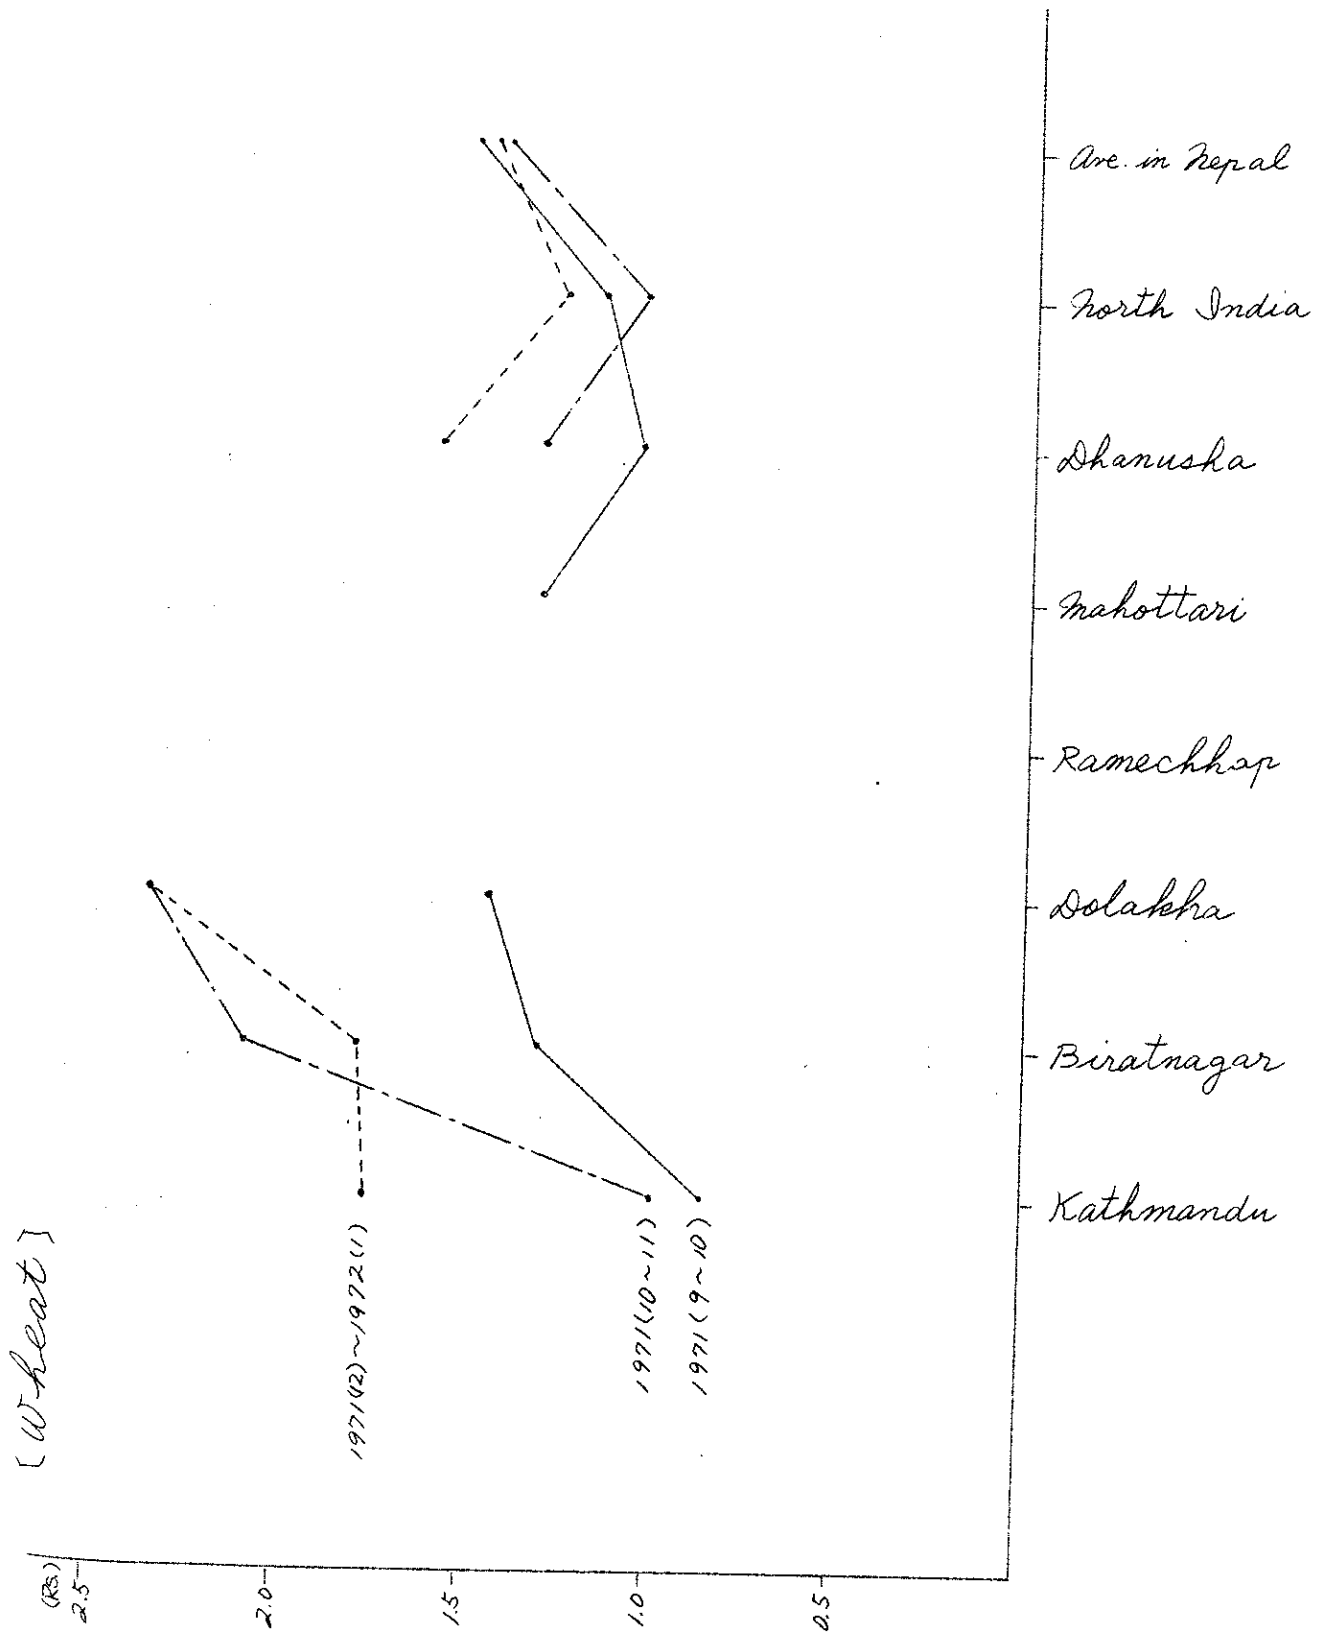 [Wheat]
(Rs.)
2.5
2.0
1.5
1.0
0.5
1971(12)~1972(1)
1971(10~11)
1971(9~10)
Kathmandu
Biratnagar
Dolakha
Ramechhap
Mahottari
Dhanusha
North India
Ave. in Nepal